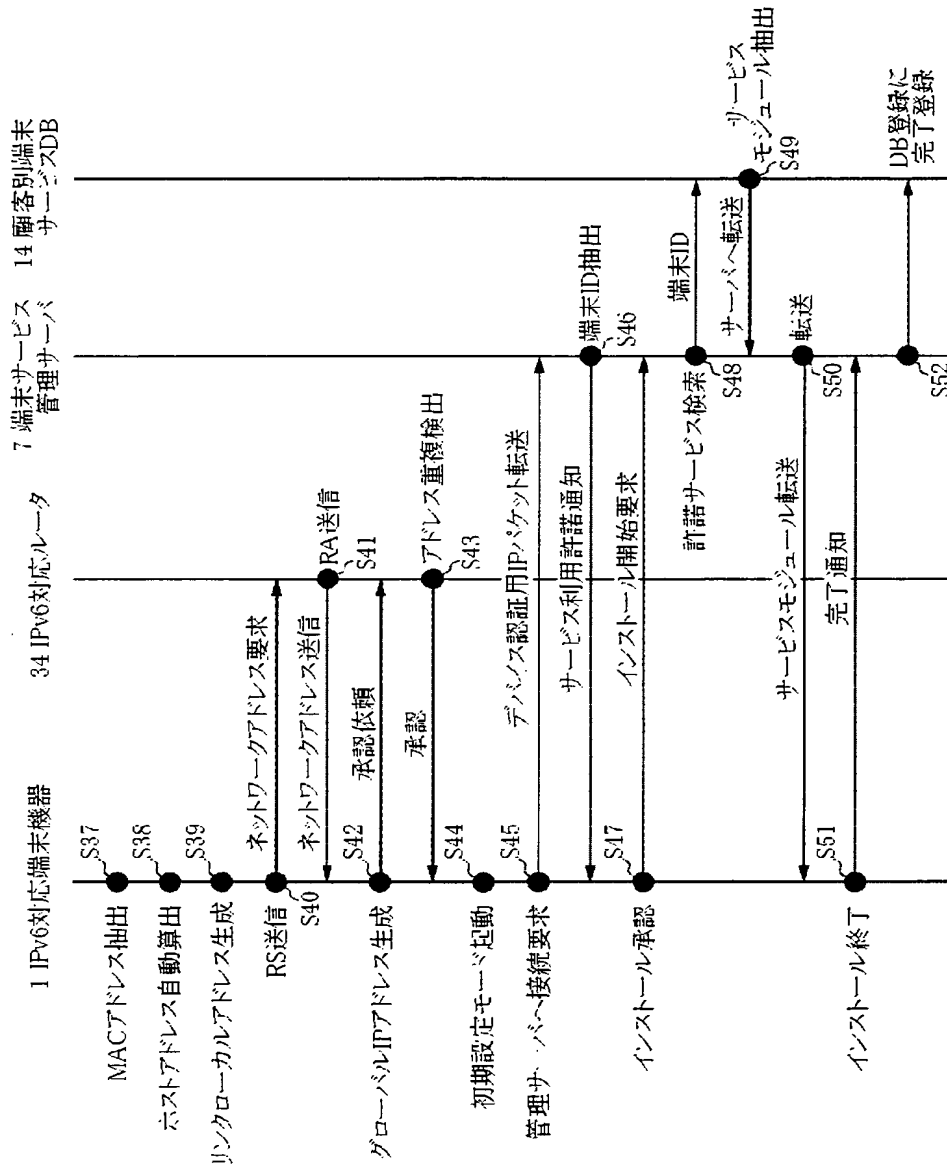 1 IPv6対応端末機器
34 IPv6対応ルータ
7 端末サービス
管理サーバ
14 顧客別端末
サービスDB
MACアドレス抽出
S37
ホストアドレス自動算出
S38
リンクローカルアドレス生成
S39
RS送信
S40
ネットワークアドレス要求
RA送信
S41
ネットワークアドレス送信
グローバルIPアドレス生成
S42
承認依頼
アドレス重複検出
S43
承認
初期設定モード起動
S44
管理サーバへ接続要求
S45
デバイス認証用IPパケット転送
端末ID抽出
S46
サービス利用許諾通知
インストール承認
S47
インストール開始要求
許諾サービス検索
S48
端末ID
サービス
モジュール抽出
S49
サーバへ転送
転送
S50
サービスモジュール転送
インストール終了
S51
完了通知
S52
DB登録に
完了登録